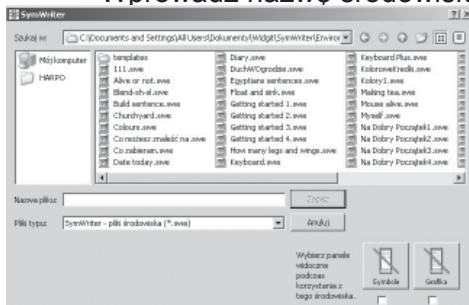 Wprowadź nazwę środowisk
SymWriter
Szukaj w: C:\Documents and Settings\All Users\Dokumenty\Widgit\SymWriter\Environ
Mój komputer
HARPO
templates
111.swe
Alive or not.swe
Blend-sh-sl.swe
Build sentence.swe
Churchyard.swe
Colours.swe
Co możesz znaleźć na .swe
Co zabieram.swe
Date today.swe
Diary.swe
DuchWOgrodzie.swe
Egyptians sentences.swe
Float and sink.swe
Getting started 1.swe
Getting started 2.swe
Getting started 3.swe
Getting started 4.swe
How many legs and wings.swe
Keyboard.swe
Keyboard Plus.swe
KoloroweKredki.swe
Kolory1.swe
Making tea.swe
Mouse alive.swe
Myself.swe
Na Dobry Początek1.swe
Na Dobry Początek2.swe
Na Dobry Początek3.swe
Na Dobry Początek4.swe
Nazwa pliku:
Zapisz
Pliki typu: SymWriter - pliki środowiska (*.swe)
Anuluj
Wybierz panele
widoczne
podczas
korzystania z
tego środowiska.
Symbole
Grafika